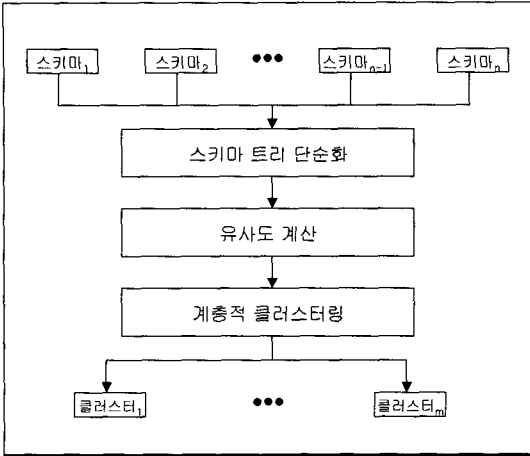 스키마₁ 스키마₂ ●●● 스키마ₙ₋₁ 스키마ₙ
스키마 트리 단순화
유사도 계산
계층적 클러스터링
클러스터₁ ●●● 클러스터ₘ